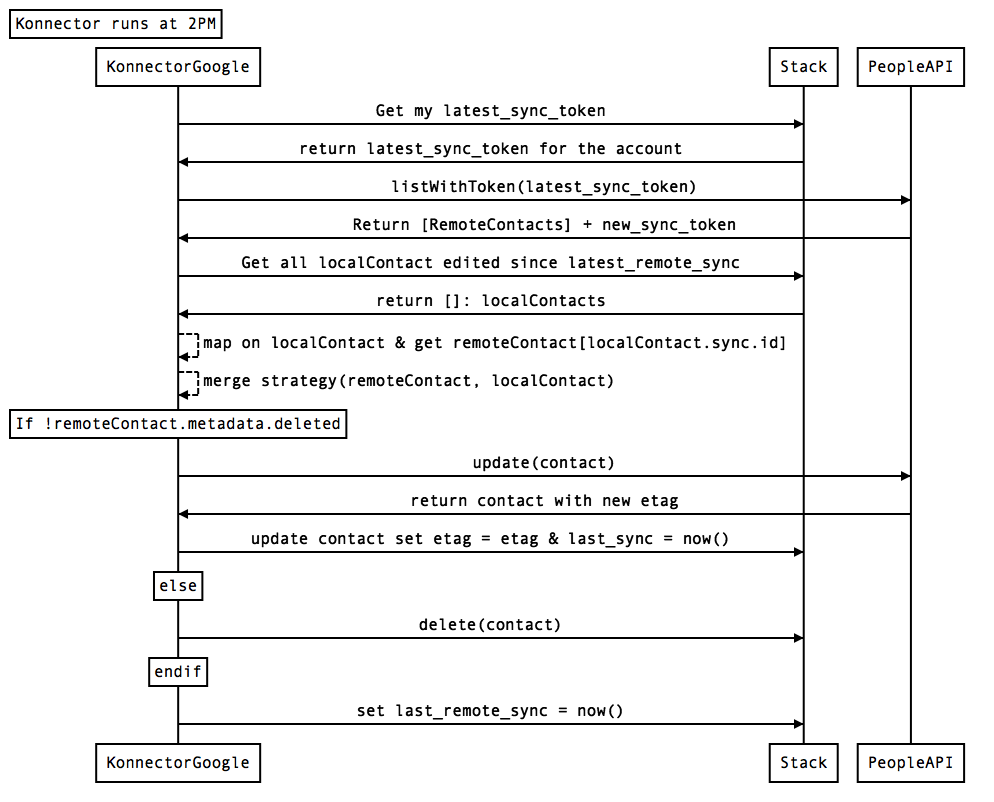 Konnector runs at 2PM
KonnectorGoogle
Stack
PeopleAPI
Get my latest_sync_token
return latest_sync_token for the account
listWithToken(latest_sync_token)
Return [RemoteContacts] + new_sync_token
Get all localContact edited since latest_remote_sync
return []: localContacts
map on localContact & get remoteContact[localContact.sync.id]
merge strategy(remoteContact, localContact)
If !remoteContact.metadata.deleted
update(contact)
return contact with new etag
update contact set etag = etag & last_sync = now()
else
delete(contact)
endif
set last_remote_sync = now()
KonnectorGoogle
Stack
PeopleAPI